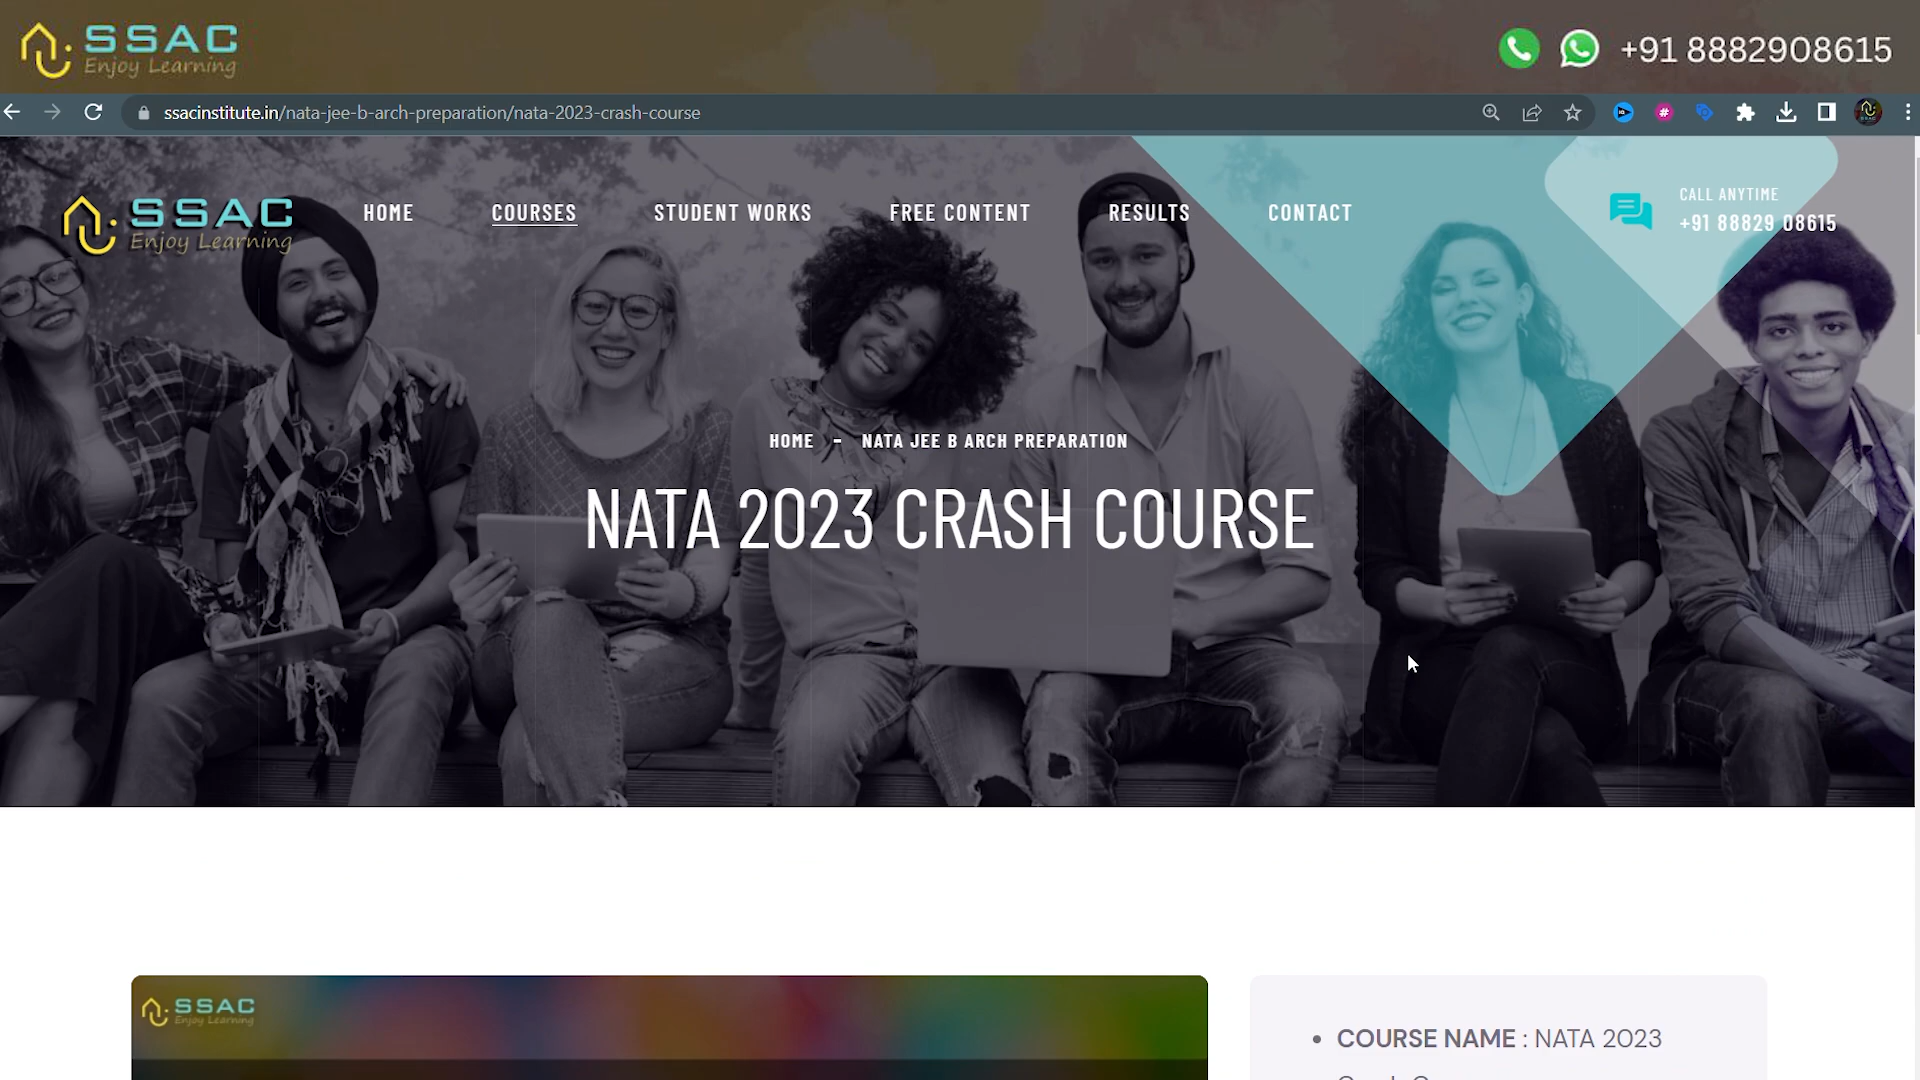 SSAC
Enjoy Learning
+91 8882908615
ssacinstitute.in/nata-jee-b-arch-preparation/nata-2023-crash-course
SSAC
Enjoy Learning
HOME
COURSES
STUDENT WORKS
FREE CONTENT
RESULTS
CONTACT
CALL ANYTIME
+91 88829 08615
HOME - NATA JEE B ARCH PREPARATION
NATA 2023 CRASH COURSE
SSAC
Enjoy Learning
• COURSE NAME : NATA 2023